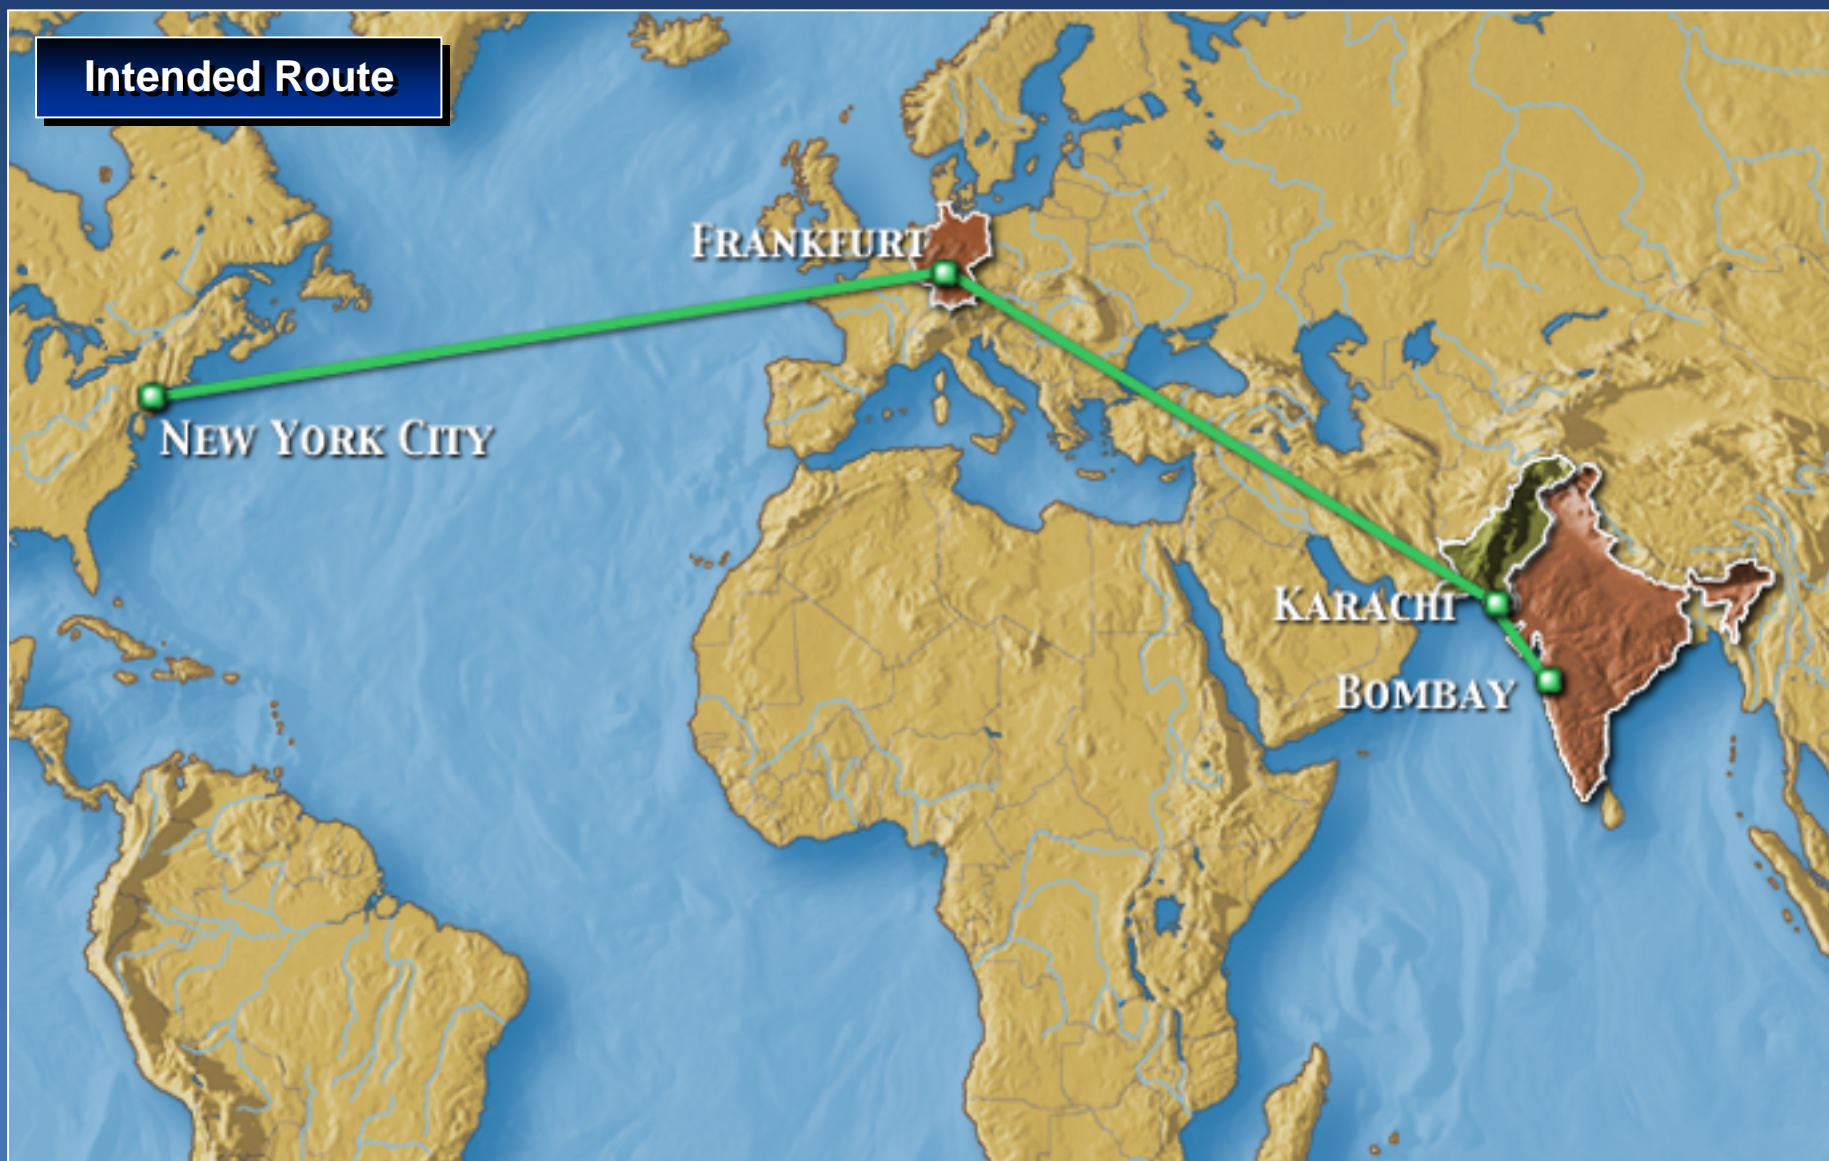 Intended Route
FRANKFURT
NEW YORK CITY
KARACHI
BOMBAY